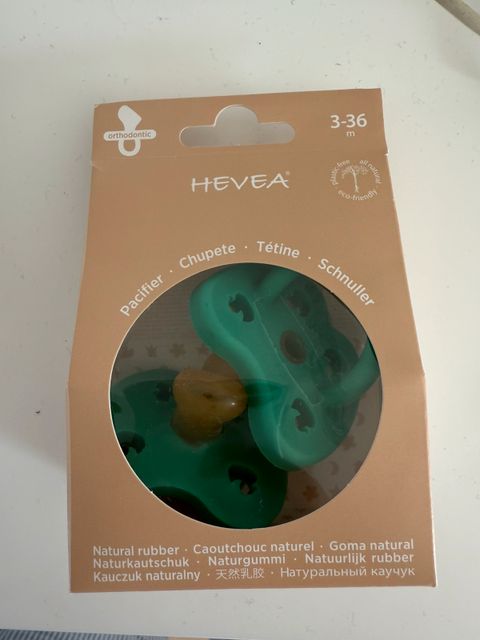 orthodontic
3-36
m
HEVEA®
plastic-free · all natural
eco-friendly
Pacifier · Chupete · Tétine · Schnuller
Natural rubber · Caoutchouc naturel · Goma natural
Naturkautschuk · Naturgummi · Natuurlijk rubber
Kauczuk naturalny · 天然乳胶 · Натуральный каучук